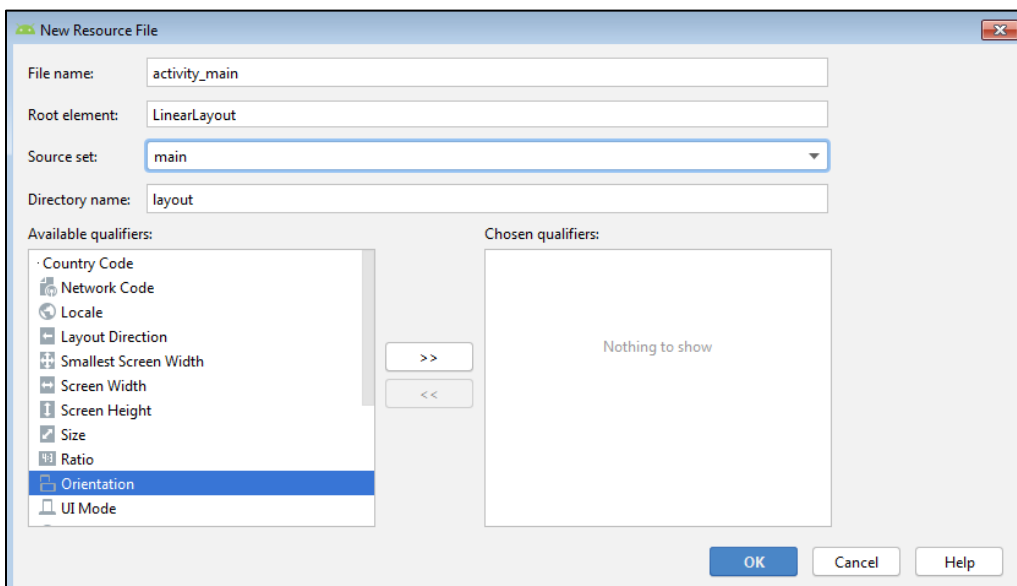 New Resource File
File name: activity_main
Root element: LinearLayout
Source set: main
Directory name: layout
Available qualifiers: Chosen qualifiers:
Country Code
Network Code
Locale
Layout Direction
Smallest Screen Width
Screen Width
Screen Height
Size
Ratio
Orientation
UI Mode
>>
<<
Nothing to show
OK Cancel Help